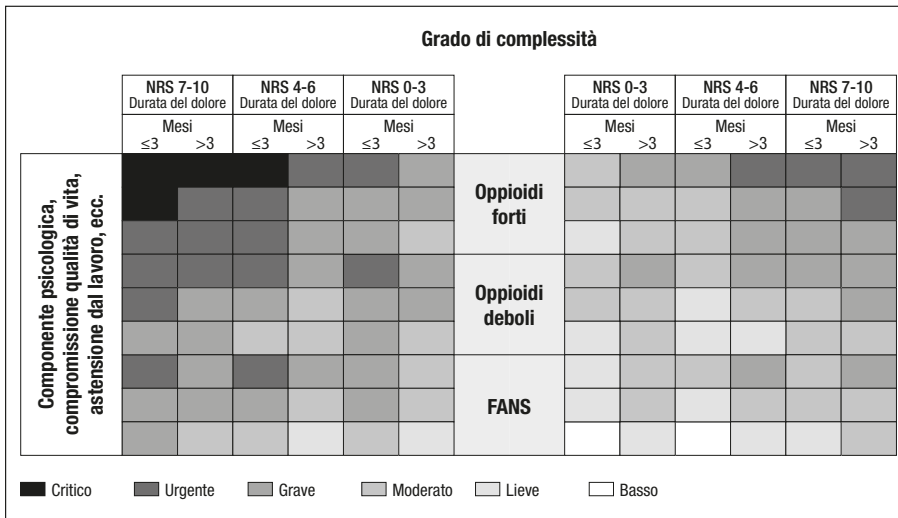 Grado di complessità
NRS 7-10 NRS 4-6 NRS 0-3 NRS 0-3 NRS 4-6 NRS 7-10
Durata del dolore Durata del dolore Durata del dolore Durata del dolore Durata del dolore Durata del dolore
Mesi Mesi Mesi Mesi Mesi Mesi
≤3 >3 ≤3 >3 ≤3 >3 ≤3 >3 ≤3 >3 ≤3 >3
Componente psicologica,
compromissione qualità di vita,
astensione dal lavoro, ecc.
Oppioidi
forti
Oppioidi
deboli
FANS
Critico Urgente Grave Moderato Lieve Basso